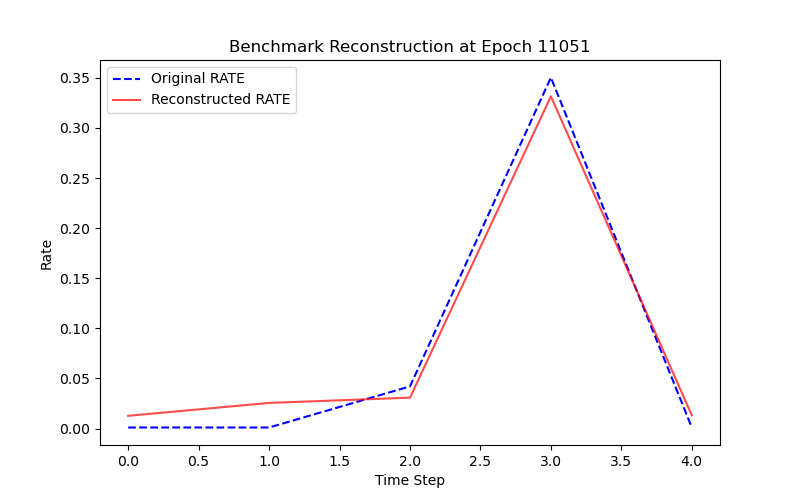 Benchmark Reconstruction at Epoch 11051
Original RATE
Reconstructed RATE
Rate
0.35
0.30
0.25
0.20
0.15
0.10
0.05
0.00
0.0 0.5 1.0 1.5 2.0 2.5 3.0 3.5 4.0
Time Step